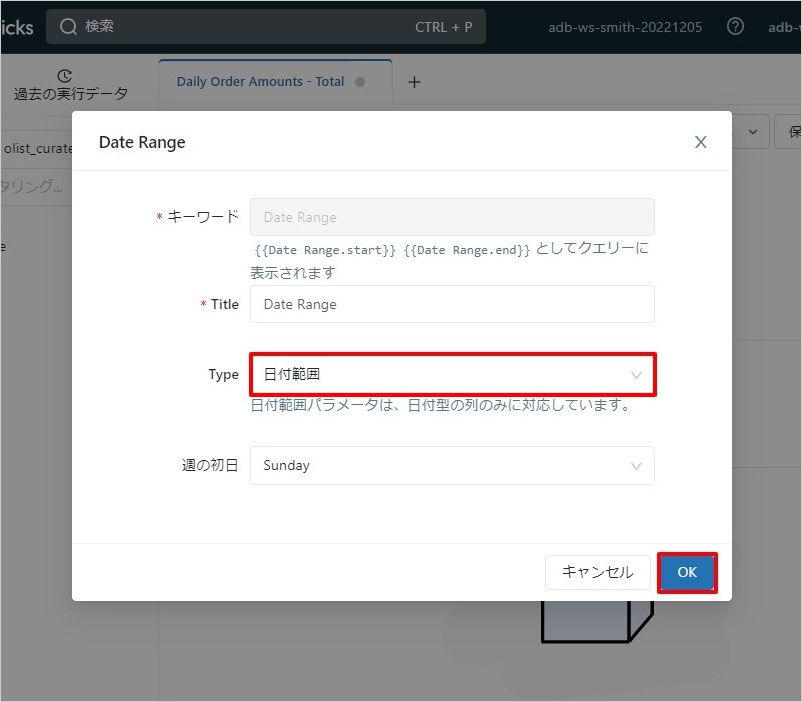 icks
検索
CTRL + P
adb-ws-smith-20221205
adb-
過去の実行データ
Daily Order Amounts - Total
olist_curate
タリング...
保
e
Date Range
* キーワード
Date Range
{{Date Range.start}} {{Date Range.end}} としてクエリーに
表示されます
* Title
Date Range
Type
日付範囲
日付範囲パラメータは、日付型の列のみに対応しています。
週の初日
Sunday
キャンセル
OK